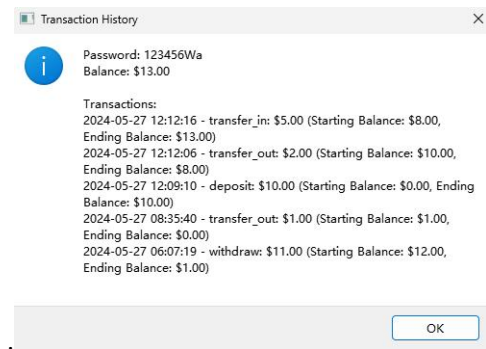 Transaction History
Password: 123456Wa
Balance: $13.00
Transactions:
2024-05-27 12:12:16 - transfer_in: $5.00 (Starting Balance: $8.00,
Ending Balance: $13.00)
2024-05-27 12:12:06 - transfer_out: $2.00 (Starting Balance: $10.00,
Ending Balance: $8.00)
2024-05-27 12:09:10 - deposit: $10.00 (Starting Balance: $0.00, Ending
Balance: $10.00)
2024-05-27 08:35:40 - transfer_out: $1.00 (Starting Balance: $1.00,
Ending Balance: $0.00)
2024-05-27 06:07:19 - withdraw: $11.00 (Starting Balance: $12.00,
Ending Balance: $1.00)
OK
.